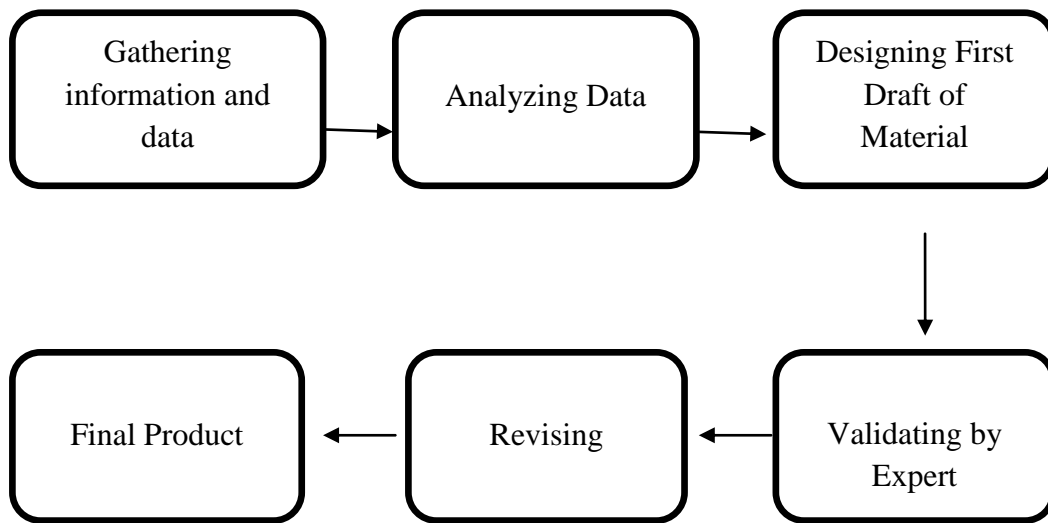 Gathering
information and
data
Analyzing Data
Designing First
Draft of
Material
Final Product
Revising
Validating by
Expert